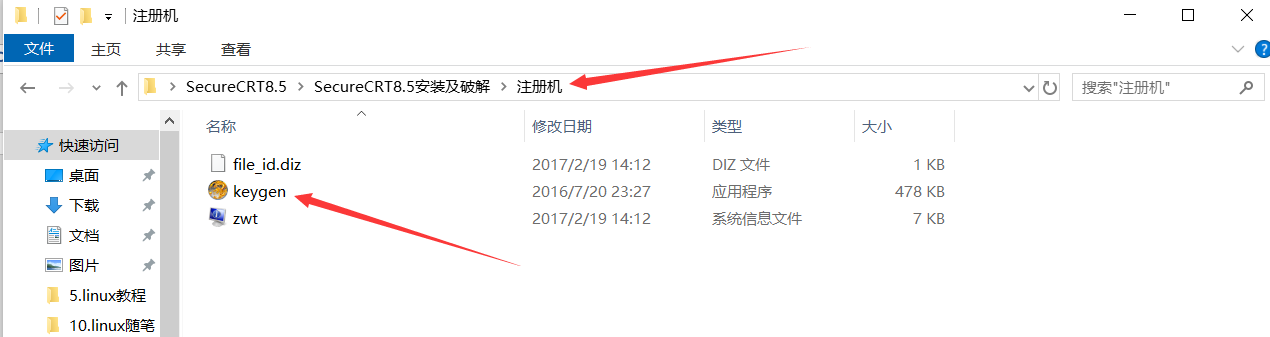 注册机
文件 主页 共享 查看
SecureCRT8.5 SecureCRT8.5安装及破解 注册机 搜索"注册机"
名称 修改日期 类型 大小
快速访问
桌面
下载
文档
图片
5.linux教程
10.linux随笔
file_id.diz 2017/2/19 14:12 DIZ 文件 1 KB
keygen 2016/7/20 23:27 应用程序 478 KB
zwt 2017/2/19 14:12 系统信息文件 7 KB